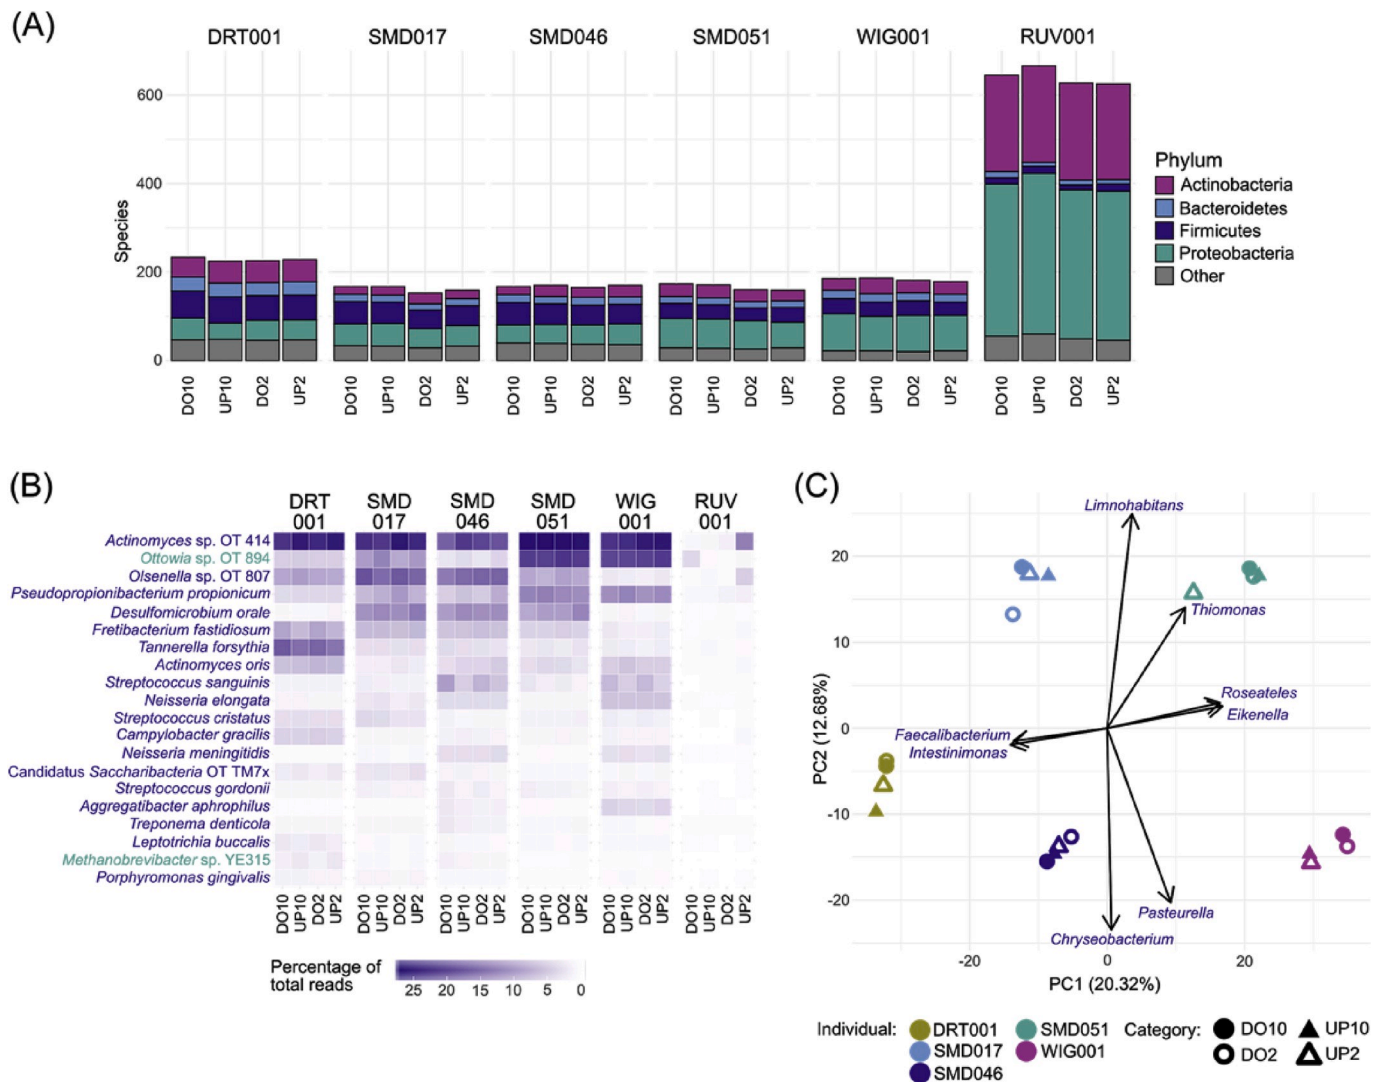 (A)
DRT001 SMD017 SMD046 SMD051 WIG001 RUV001
Species
600
400
200
0
DO10 UP10 DO2 UP2 DO10 UP10 DO2 UP2 DO10 UP10 DO2 UP2 DO10 UP10 DO2 UP2 DO10 UP10 DO2 UP2 DO10 UP10 DO2 UP2
Phylum
Actinobacteria
Bacteroidetes
Firmicutes
Proteobacteria
Other
(B)
DRT SMD SMD SMD WIG RUV
001 017 046 051 001 001
Actinomyces sp. OT 414
Ottowia sp. OT 894
Olsenella sp. OT 807
Pseudopropionibacterium propionicum
Desulfomicrobium orale
Fretibacterium fastidiosum
Tannerella forsythia
Actinomyces oris
Streptococcus sanguinis
Neisseria elongata
Streptococcus cristatus
Campylobacter gracilis
Neisseria meningitidis
Candidatus Saccharibacteria OT TM7x
Streptococcus gordonii
Aggregatibacter aphrophilus
Treponema denticola
Leptotrichia buccalis
Methanobrevibacter sp. YE315
Porphyromonas gingivalis
DO10 UP10 DO2 UP2 DO10 UP10 DO2 UP2 DO10 UP10 DO2 UP2 DO10 UP10 DO2 UP2 DO10 UP10 DO2 UP2 DO10 UP10 DO2 UP2
Percentage of
total reads
25 20 15 10 5 0
(C)
PC2 (12.68%)
20
10
0
-10
-20
Limnohabitans
Thiomonas
Roseateles
Eikenella
Faecalibacterium
Intestinimonas
Pasteurella
Chryseobacterium
-20 0 20
PC1 (20.32%)
Individual: DRT001 SMD051 Category: DO10 UP10
SMD017 WIG001 DO2 UP2
SMD046